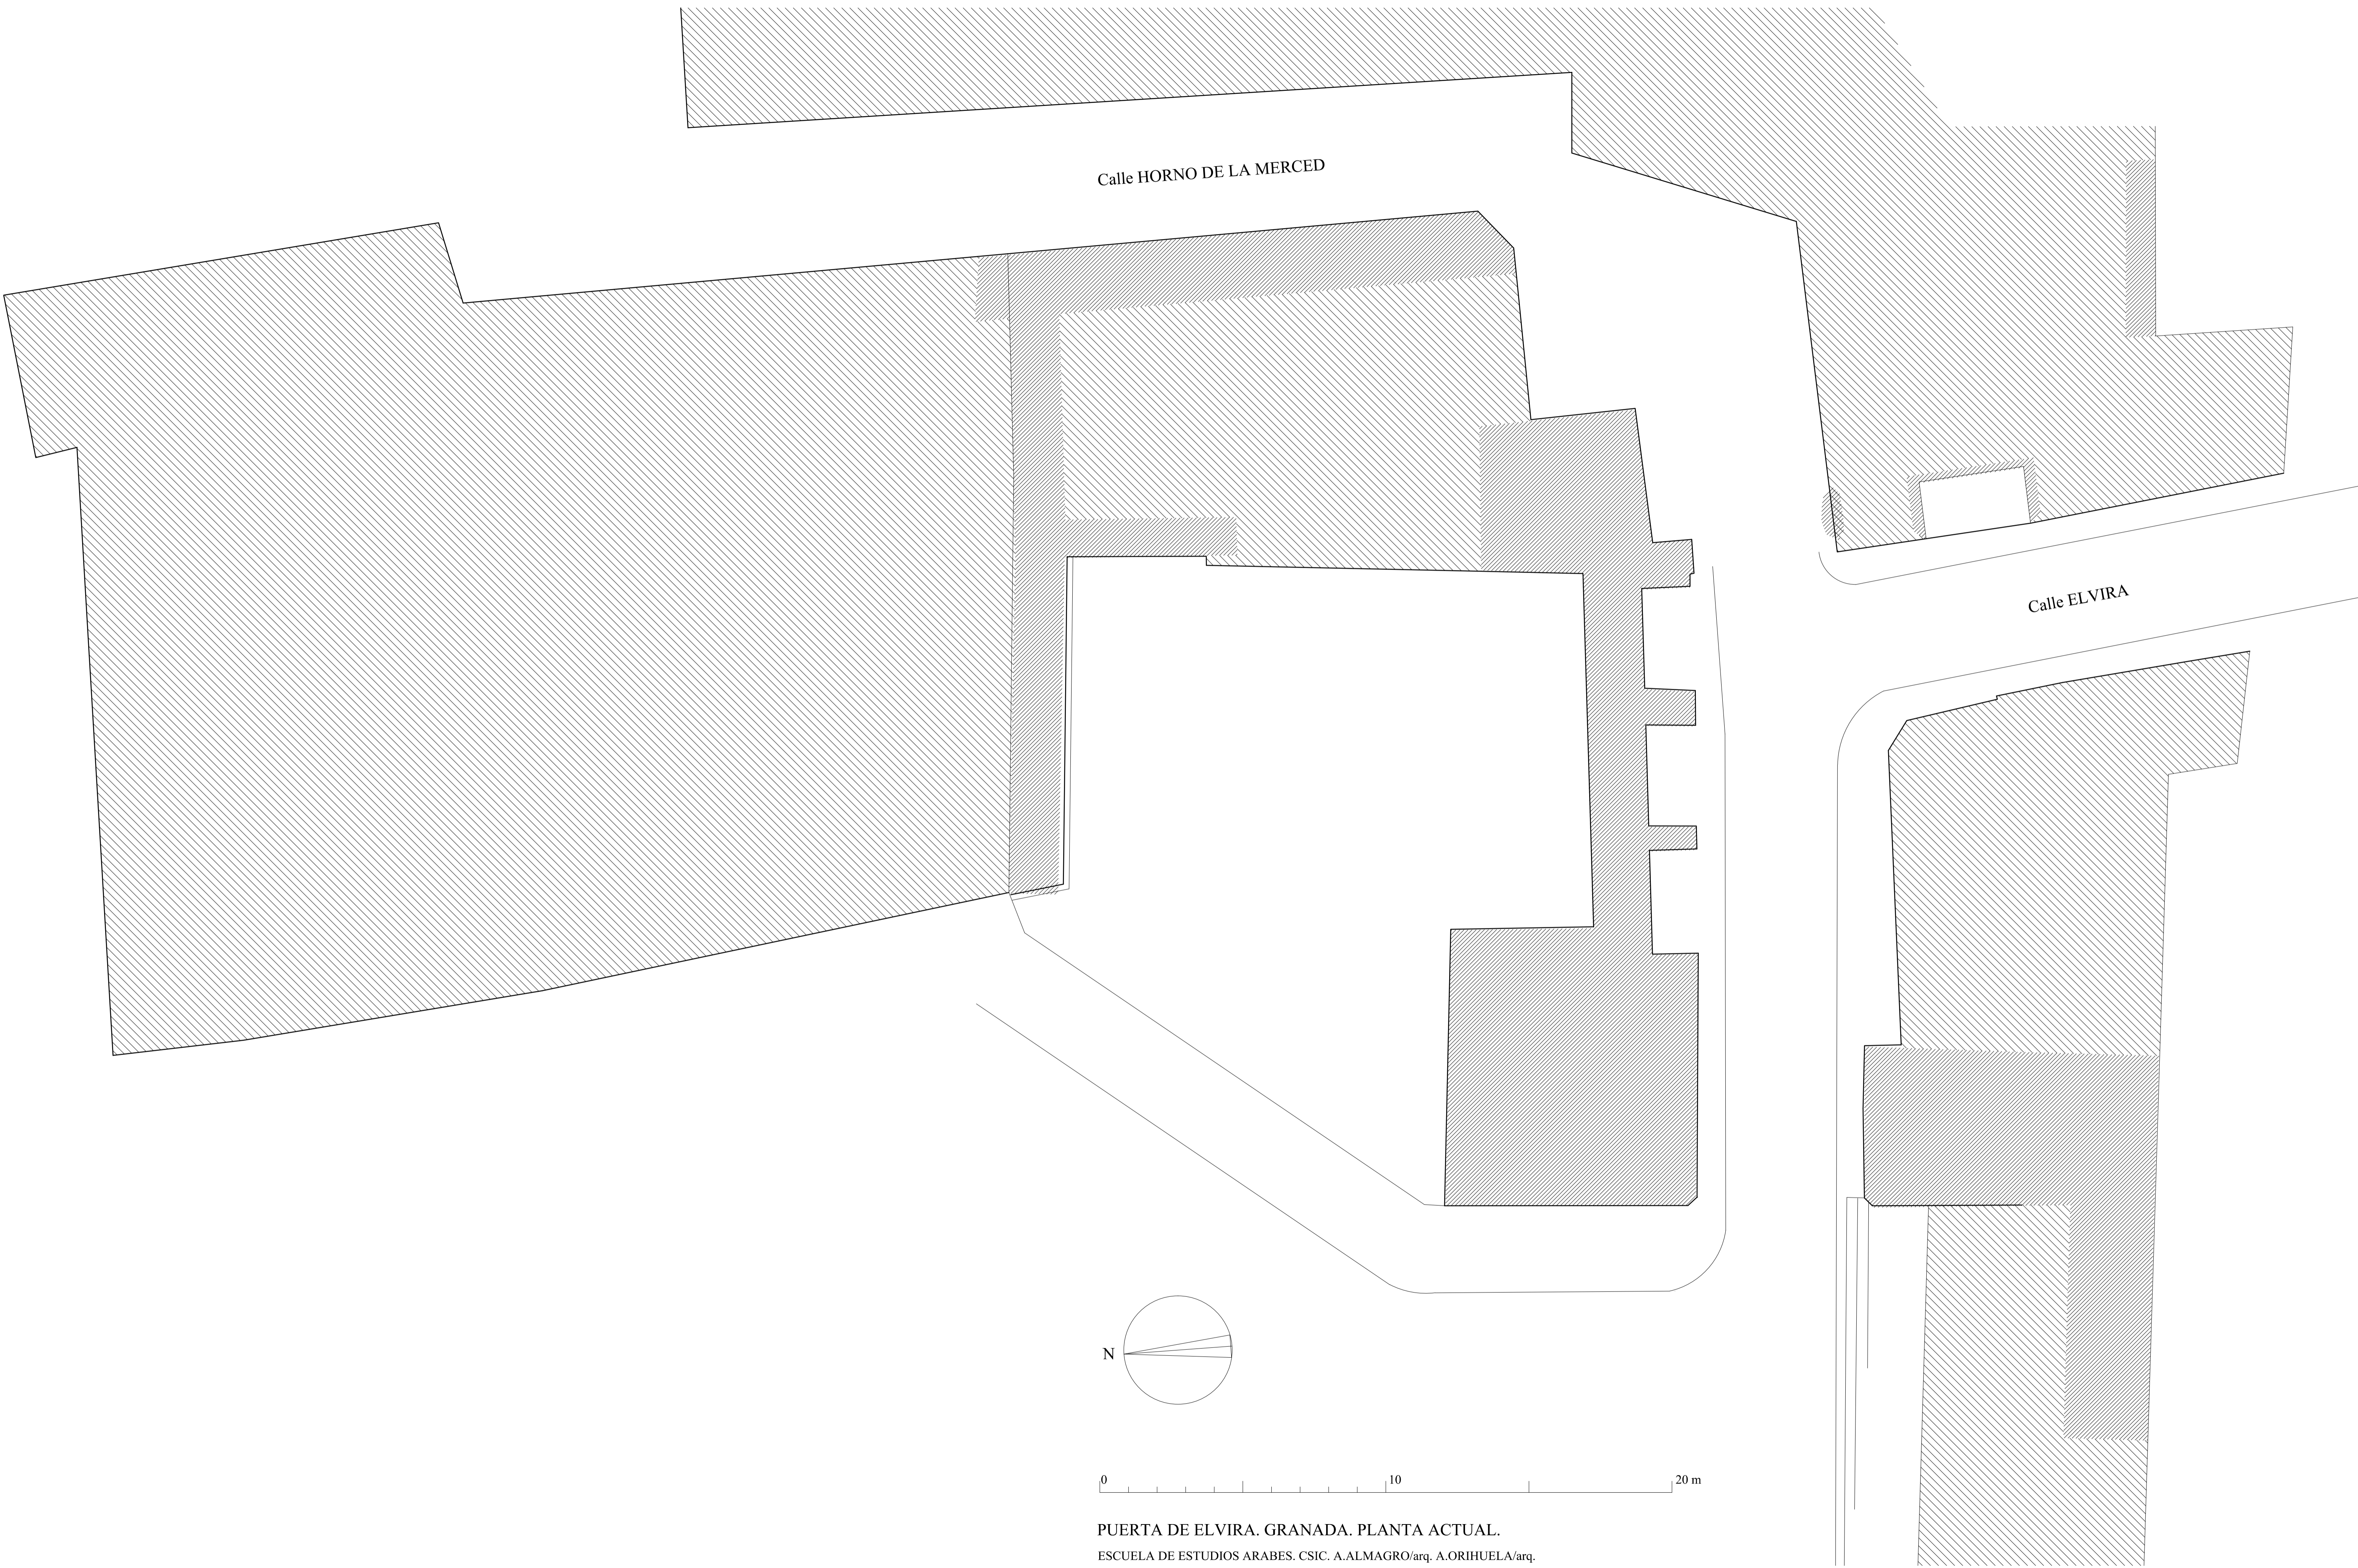 Calle HORNO DE LA MERCED
Calle ELVIRA
N
0 10 20 m
PUERTA DE ELVIRA. GRANADA. PLANTA ACTUAL.
ESCUELA DE ESTUDIOS ARABES. CSIC. A.ALMAGRO/arq. A.ORIHUELA/arq.